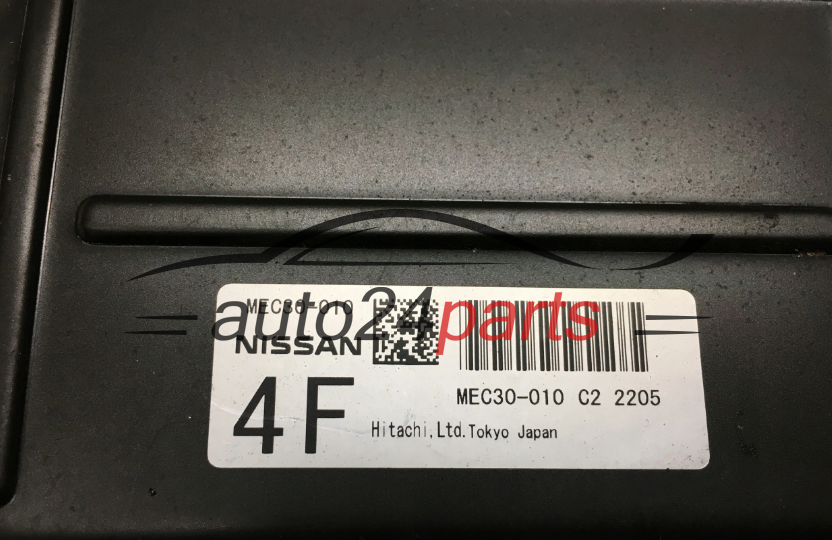 MEC30-010
auto24parts
NISSAN
MEC30-010 C2 2205
4F
Hitachi,Ltd.Tokyo Japan